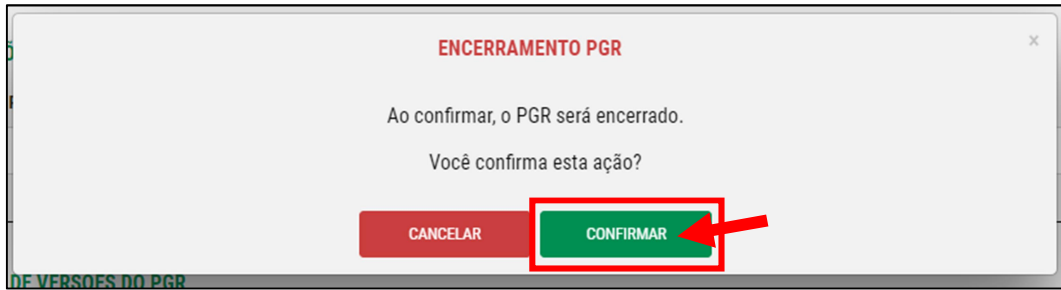 ENCERRAMENTO PGR
×
Ao confirmar, o PGR será encerrado.
Você confirma esta ação?
CANCELAR
CONFIRMAR
DE VERSÕES DO PGR